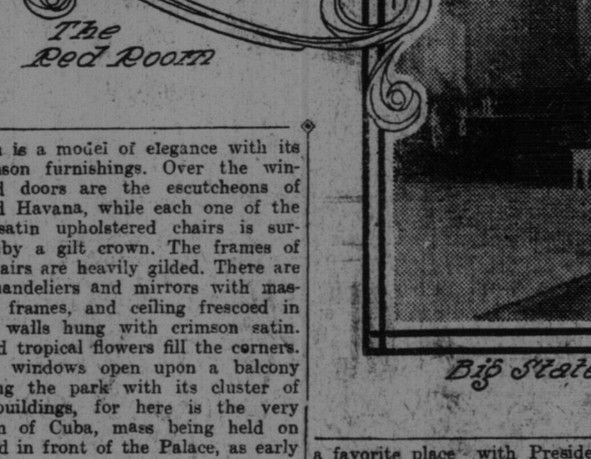 The
Red Room
is a model of elegance with its
furnishings. Over the win-
doors are the escutcheons of
Havana, while each one of the
satin upholstered chairs is sur-
by a gilt crown. The frames of
are heavily gilded. There are
and mirrors with mas-
frames, and ceiling frescoed in
walls hung with crimson satin.
tropical flowers fill the corners.
windows open upon a balcony
the park with its cluster of
buildings, for here is the very
of Cuba, mass being held on
in front of the Palace, as early
Big State
a favorite place with